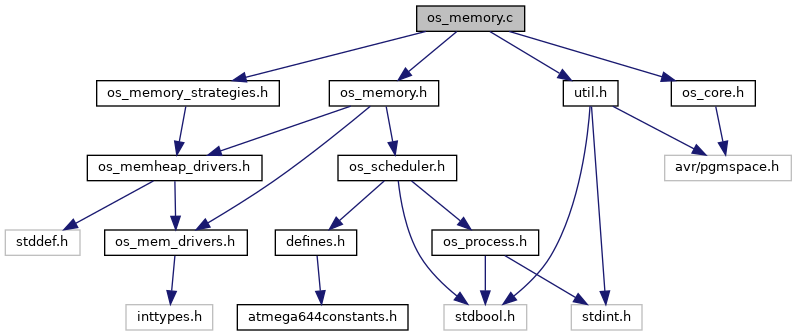 os_memory.c
os_memory_strategies.h
os_memory.h
util.h
os_core.h
os_memheap_drivers.h
os_scheduler.h
avr/pgmspace.h
stddef.h
os_mem_drivers.h
defines.h
os_process.h
inttypes.h
atmega644constants.h
stdbool.h
stdint.h